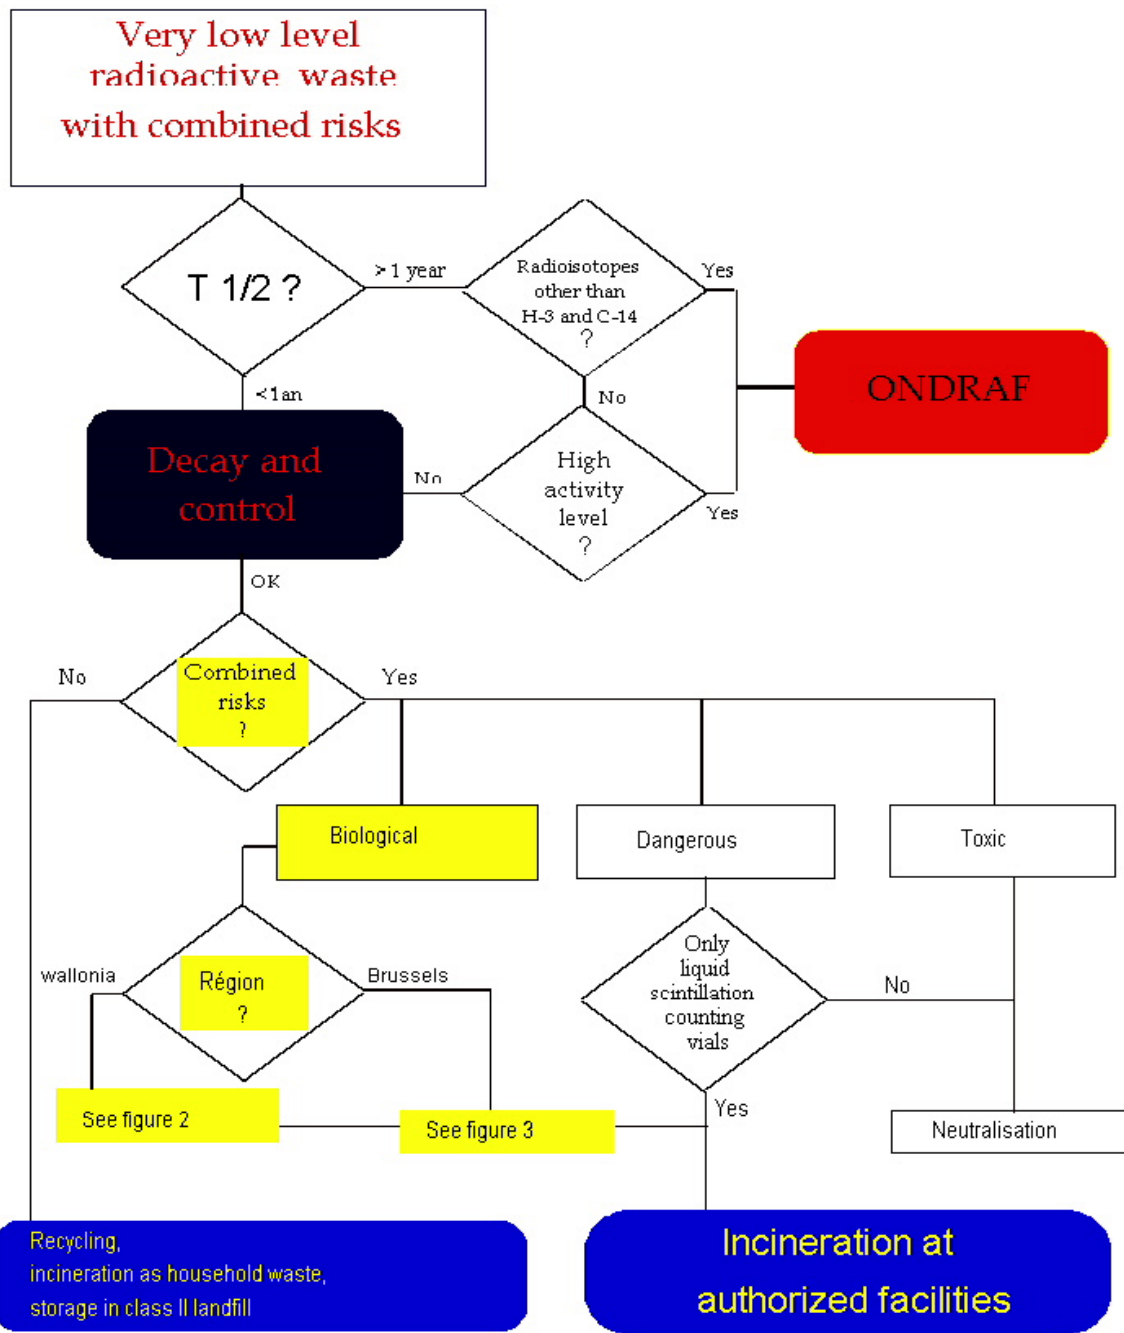 Very low level
radioactive waste
with combined risks
T 1/2 ?
> 1 year
Radioisotopes
other than
H-3 and C-14
?
Yes
ONDRAF
<1an
No
Decay and
control
No
High
activity
level
?
Yes
OK
No
Combined
risks
?
Yes
Biological
Dangerous
Toxic
wallonia
Région
?
Brussels
Only
liquid
scintillation
counting
vials
No
See figure 2
See figure 3
Yes
Neutralisation
Recycling,
incineration as household waste,
storage in class II landfill
Incineration at
authorized facilities